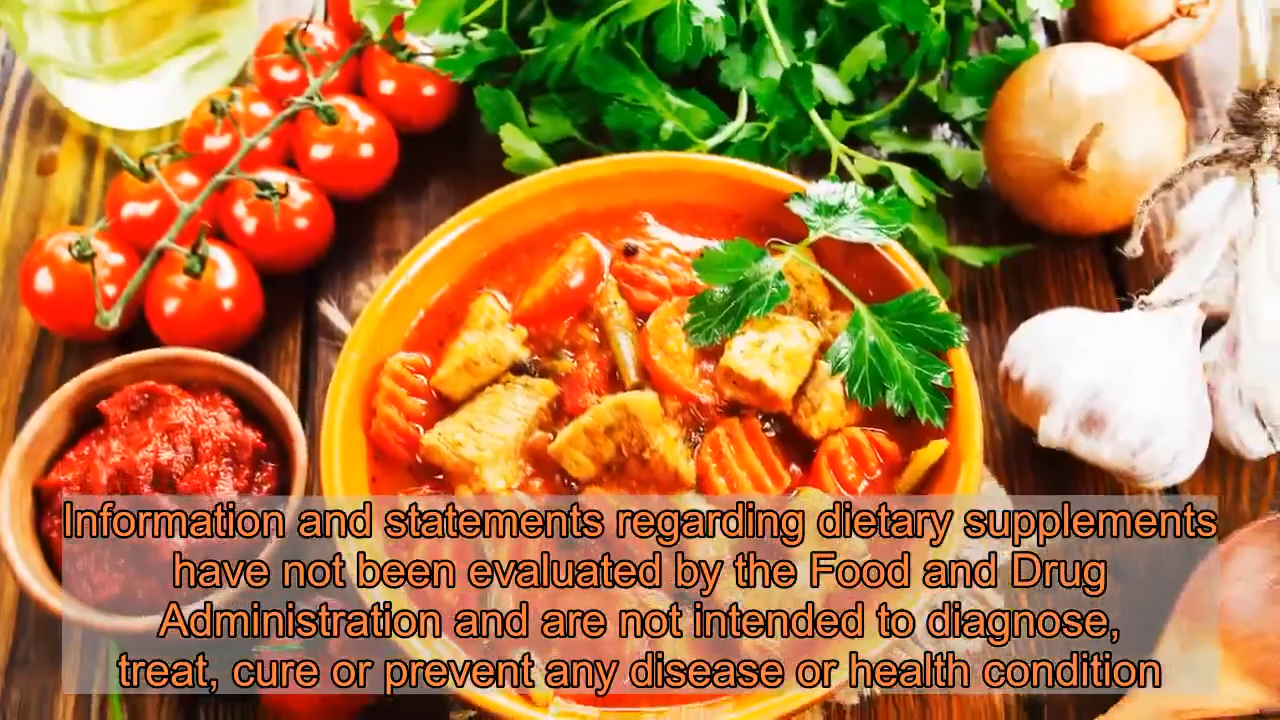 Information and statements regarding dietary supplements
have not been evaluated by the Food and Drug
Administration and are not intended to diagnose,
treat, cure or prevent any disease or health condition